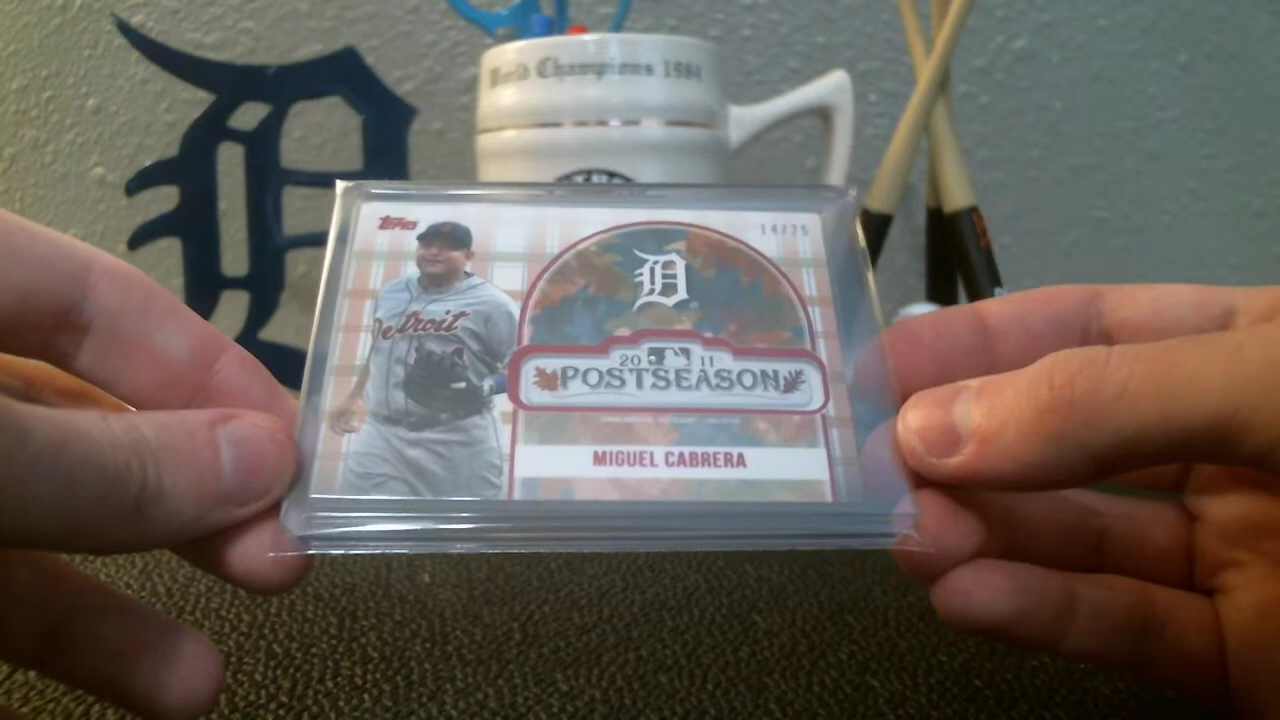 World Champions 1984
Topps
14/25
D
Detroit
2011
POSTSEASON
MIGUEL CABRERA